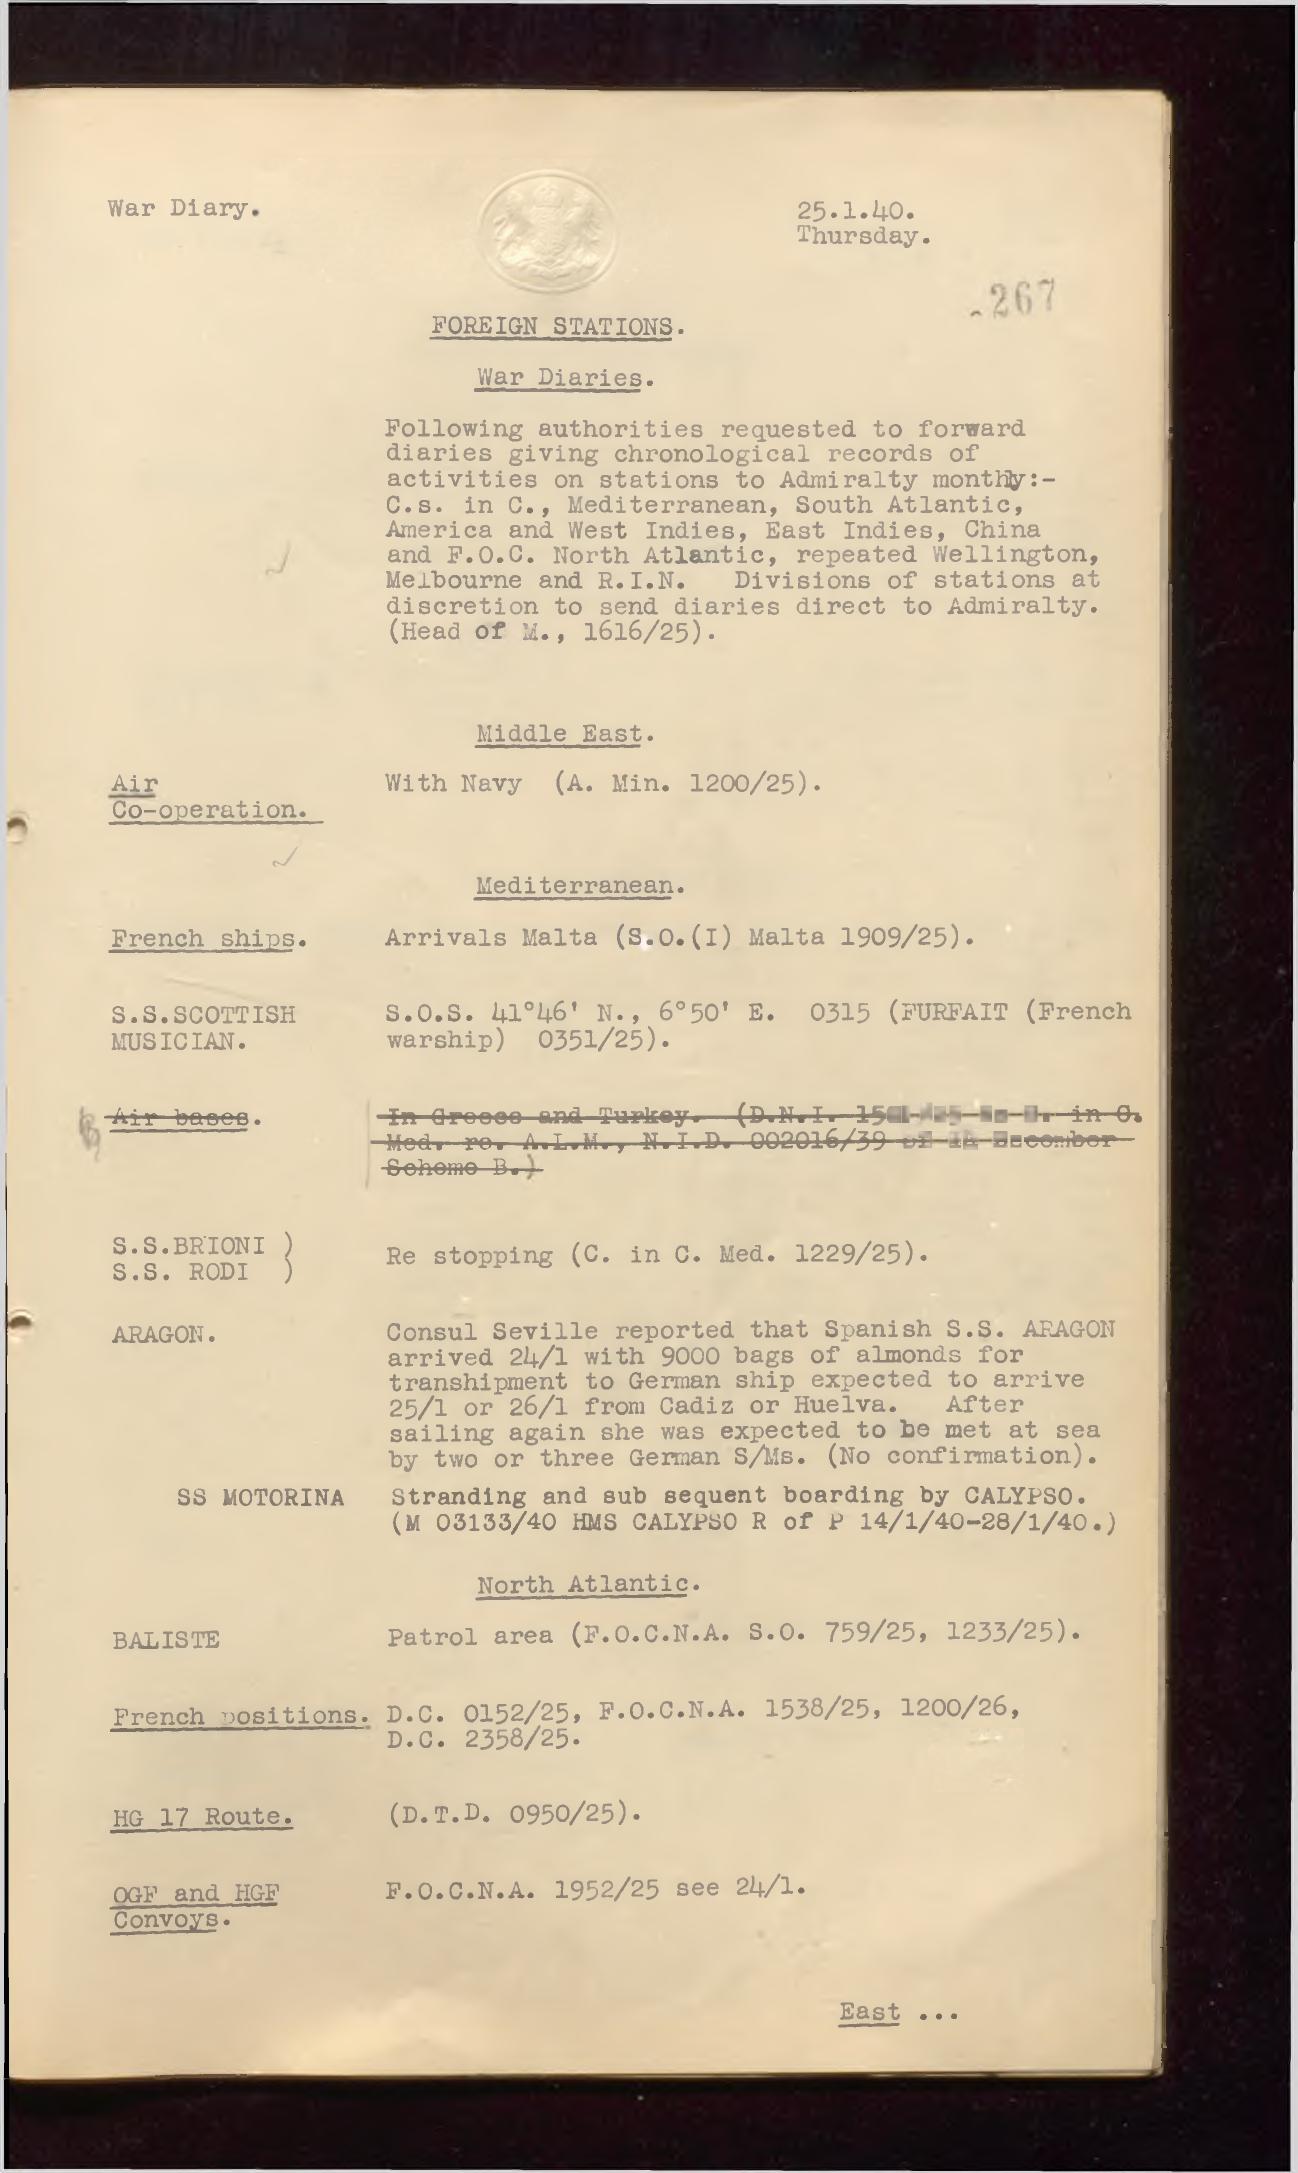 War Diary.
25.1.40.
Thursday.
267
FOREIGN STATIONS.
War Diaries.
Following authorities requested to forward
diaries giving chronological records of
activities on stations to Admiralty monthly:-
C.s. in C., Mediterranean, South Atlantic,
America and West Indies, East Indies, China
and F.O.C. North Atlantic, repeated Wellington,
Melbourne and R.I.N.   Divisions of stations at
discretion to send diaries direct to Admiralty.
(Head of M., 1616/25).
Middle East.
Air
Co-operation.
With Navy  (A. Min. 1200/25).
Mediterranean.
French ships.
Arrivals Malta (S.O.(I) Malta 1909/25).
S.S.SCOTTISH
MUSICIAN.
S.O.S. 41°46' N., 6°50' E.  0315 (FURFAIT (French
warship)  0351/25).
Air bases.
In Greece and Turkey.  (D.N.I. in C.
Med. re. A.L.M., N.I.D. 002016/39 December
Scheme B.)
S.S.BRIONI )
S.S. RODI  )
Re stopping (C. in C. Med. 1229/25).
ARAGON.
Consul Seville reported that Spanish S.S. ARAGON
arrived 24/1 with 9000 bags of almonds for
transhipment to German ship expected to arrive
25/1 or 26/1 from Cadiz or Huelva.   After
sailing again she was expected to be met at sea
by two or three German S/Ms. (No confirmation).
SS MOTORINA
Stranding and sub sequent boarding by CALYPSO.
(M 03133/40 HMS CALYPSO R of P 14/1/40-28/1/40.)
North Atlantic.
BALISTE
Patrol area (F.O.C.N.A. S.O. 759/25, 1233/25).
French positions.
D.C. 0152/25, F.O.C.N.A. 1538/25, 1200/26,
D.C. 2358/25.
HG 17 Route.
(D.T.D. 0950/25).
OGF and HGF
Convoys.
F.O.C.N.A. 1952/25 see 24/1.
East ...